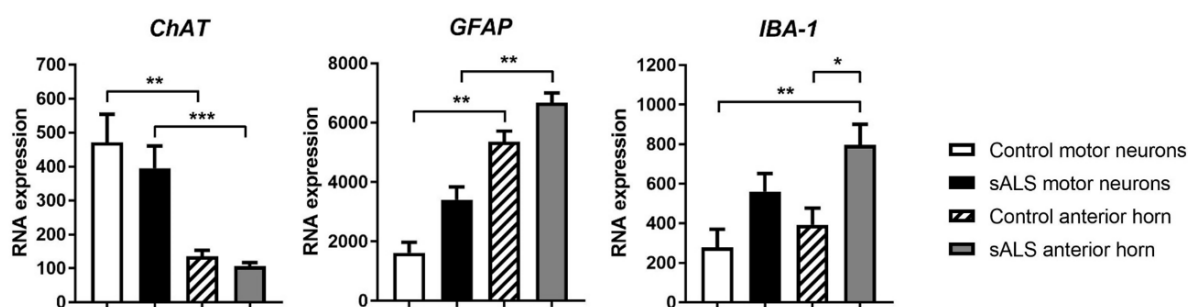 ChAT
GFAP
IBA-1
RNA expression
700
600
500
400
300
200
100
0
**
***
RNA expression
8000
6000
4000
2000
0
**
**
RNA expression
1200
1000
800
600
400
200
0
**
*
Control motor neurons
sALS motor neurons
Control anterior horn
sALS anterior horn